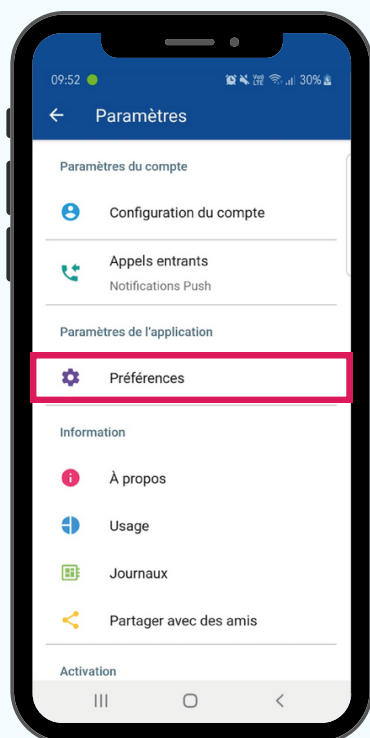 09:52 30%
Paramètres
Paramètres du compte
Configuration du compte
Appels entrants
Notifications Push
Paramètres de l'application
Préférences
Information
À propos
Usage
Journaux
Partager avec des amis
Activation